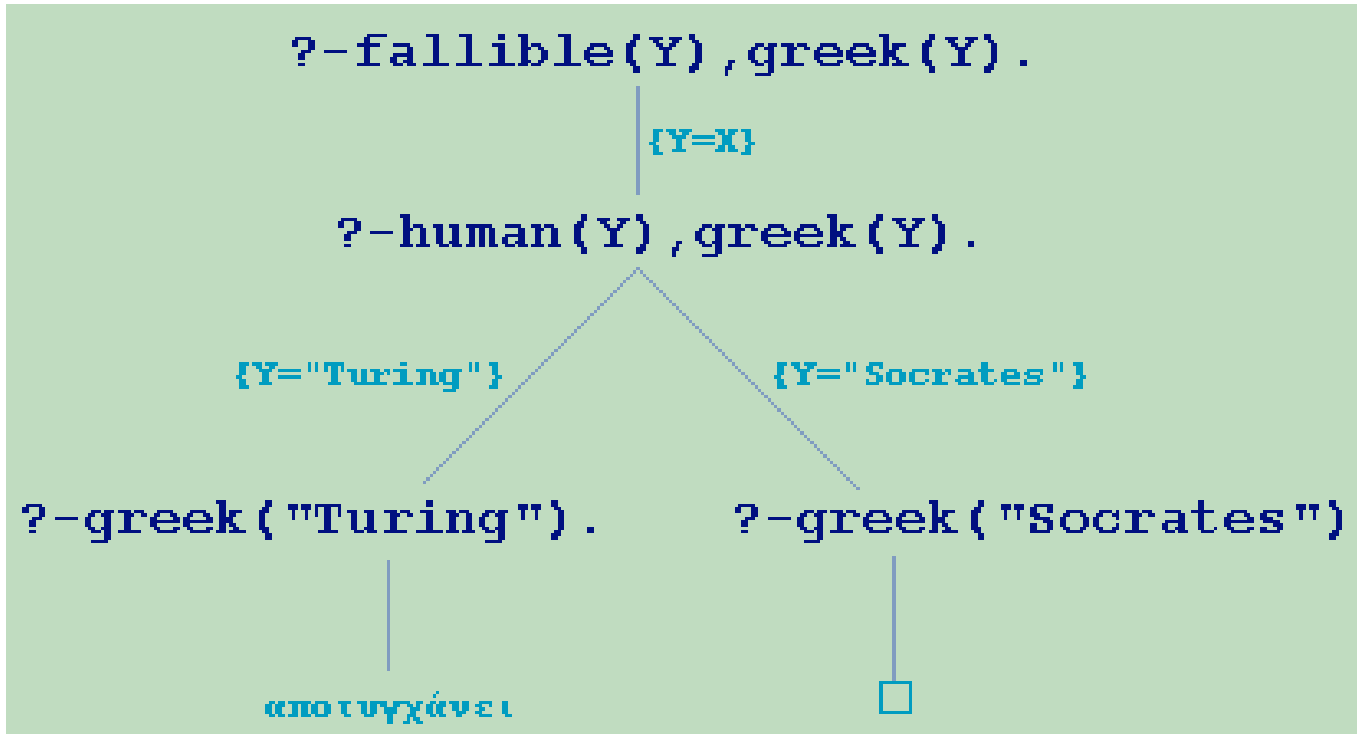 ?-fallible(Y),greek(Y).
{Y=X}
?-human(Y),greek(Y).
{Y="Turing"} {Y="Socrates"}
?-greek("Turing"). ?-greek("Socrates")
αποτυγχάνει